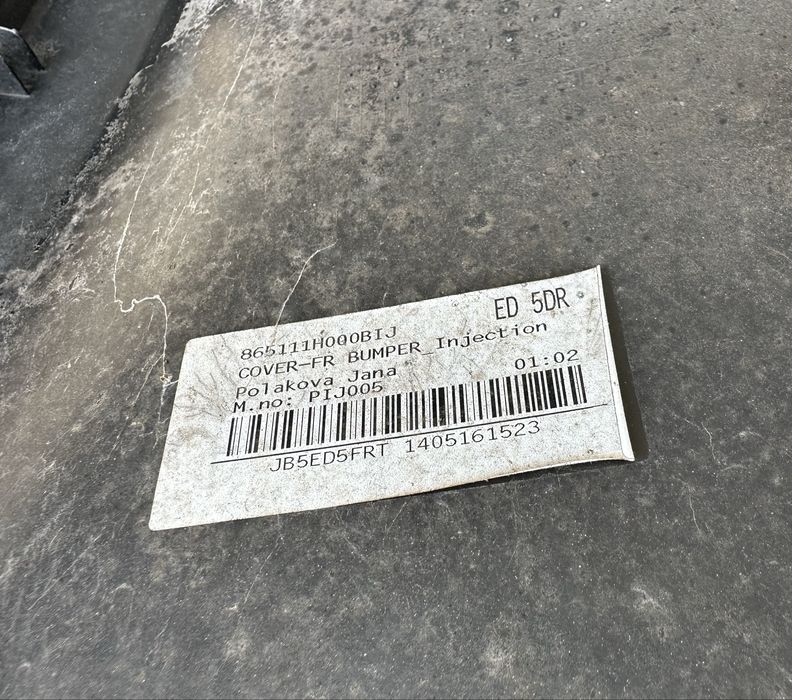 ED 5DR
865111H000BIJ
COVER-FR BUMPER_Injection
Polakova Jana 01:02
M.no: PIJ005
JB5ED5FRT 1405161523